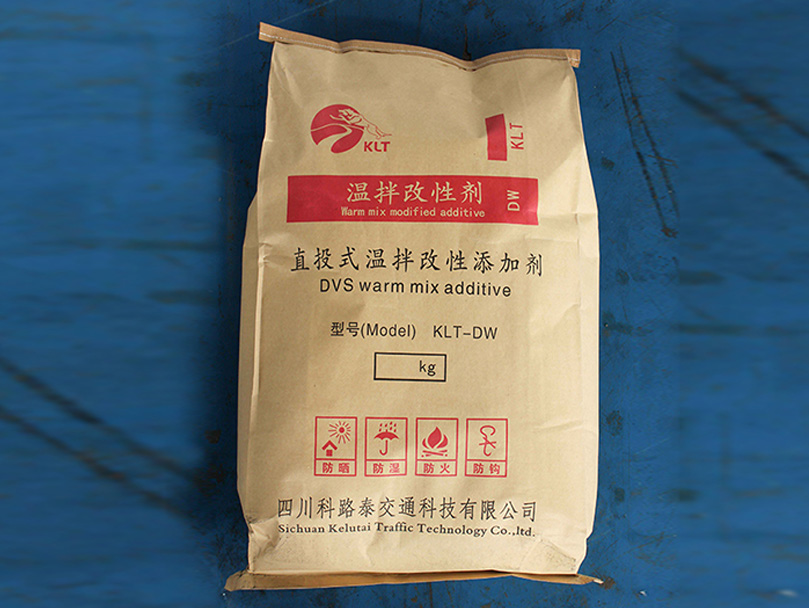 KLT
KLT
温拌改性剂
Warm mix modified additive
DW
直投式温拌改性添加剂
DVS warm mix additive
型号(Model) KLT-DW
kg
防晒 防湿 防火 防钩
四川科路泰交通科技有限公司
Sichuan Kelutai Traffic Technology Co.,ltd.